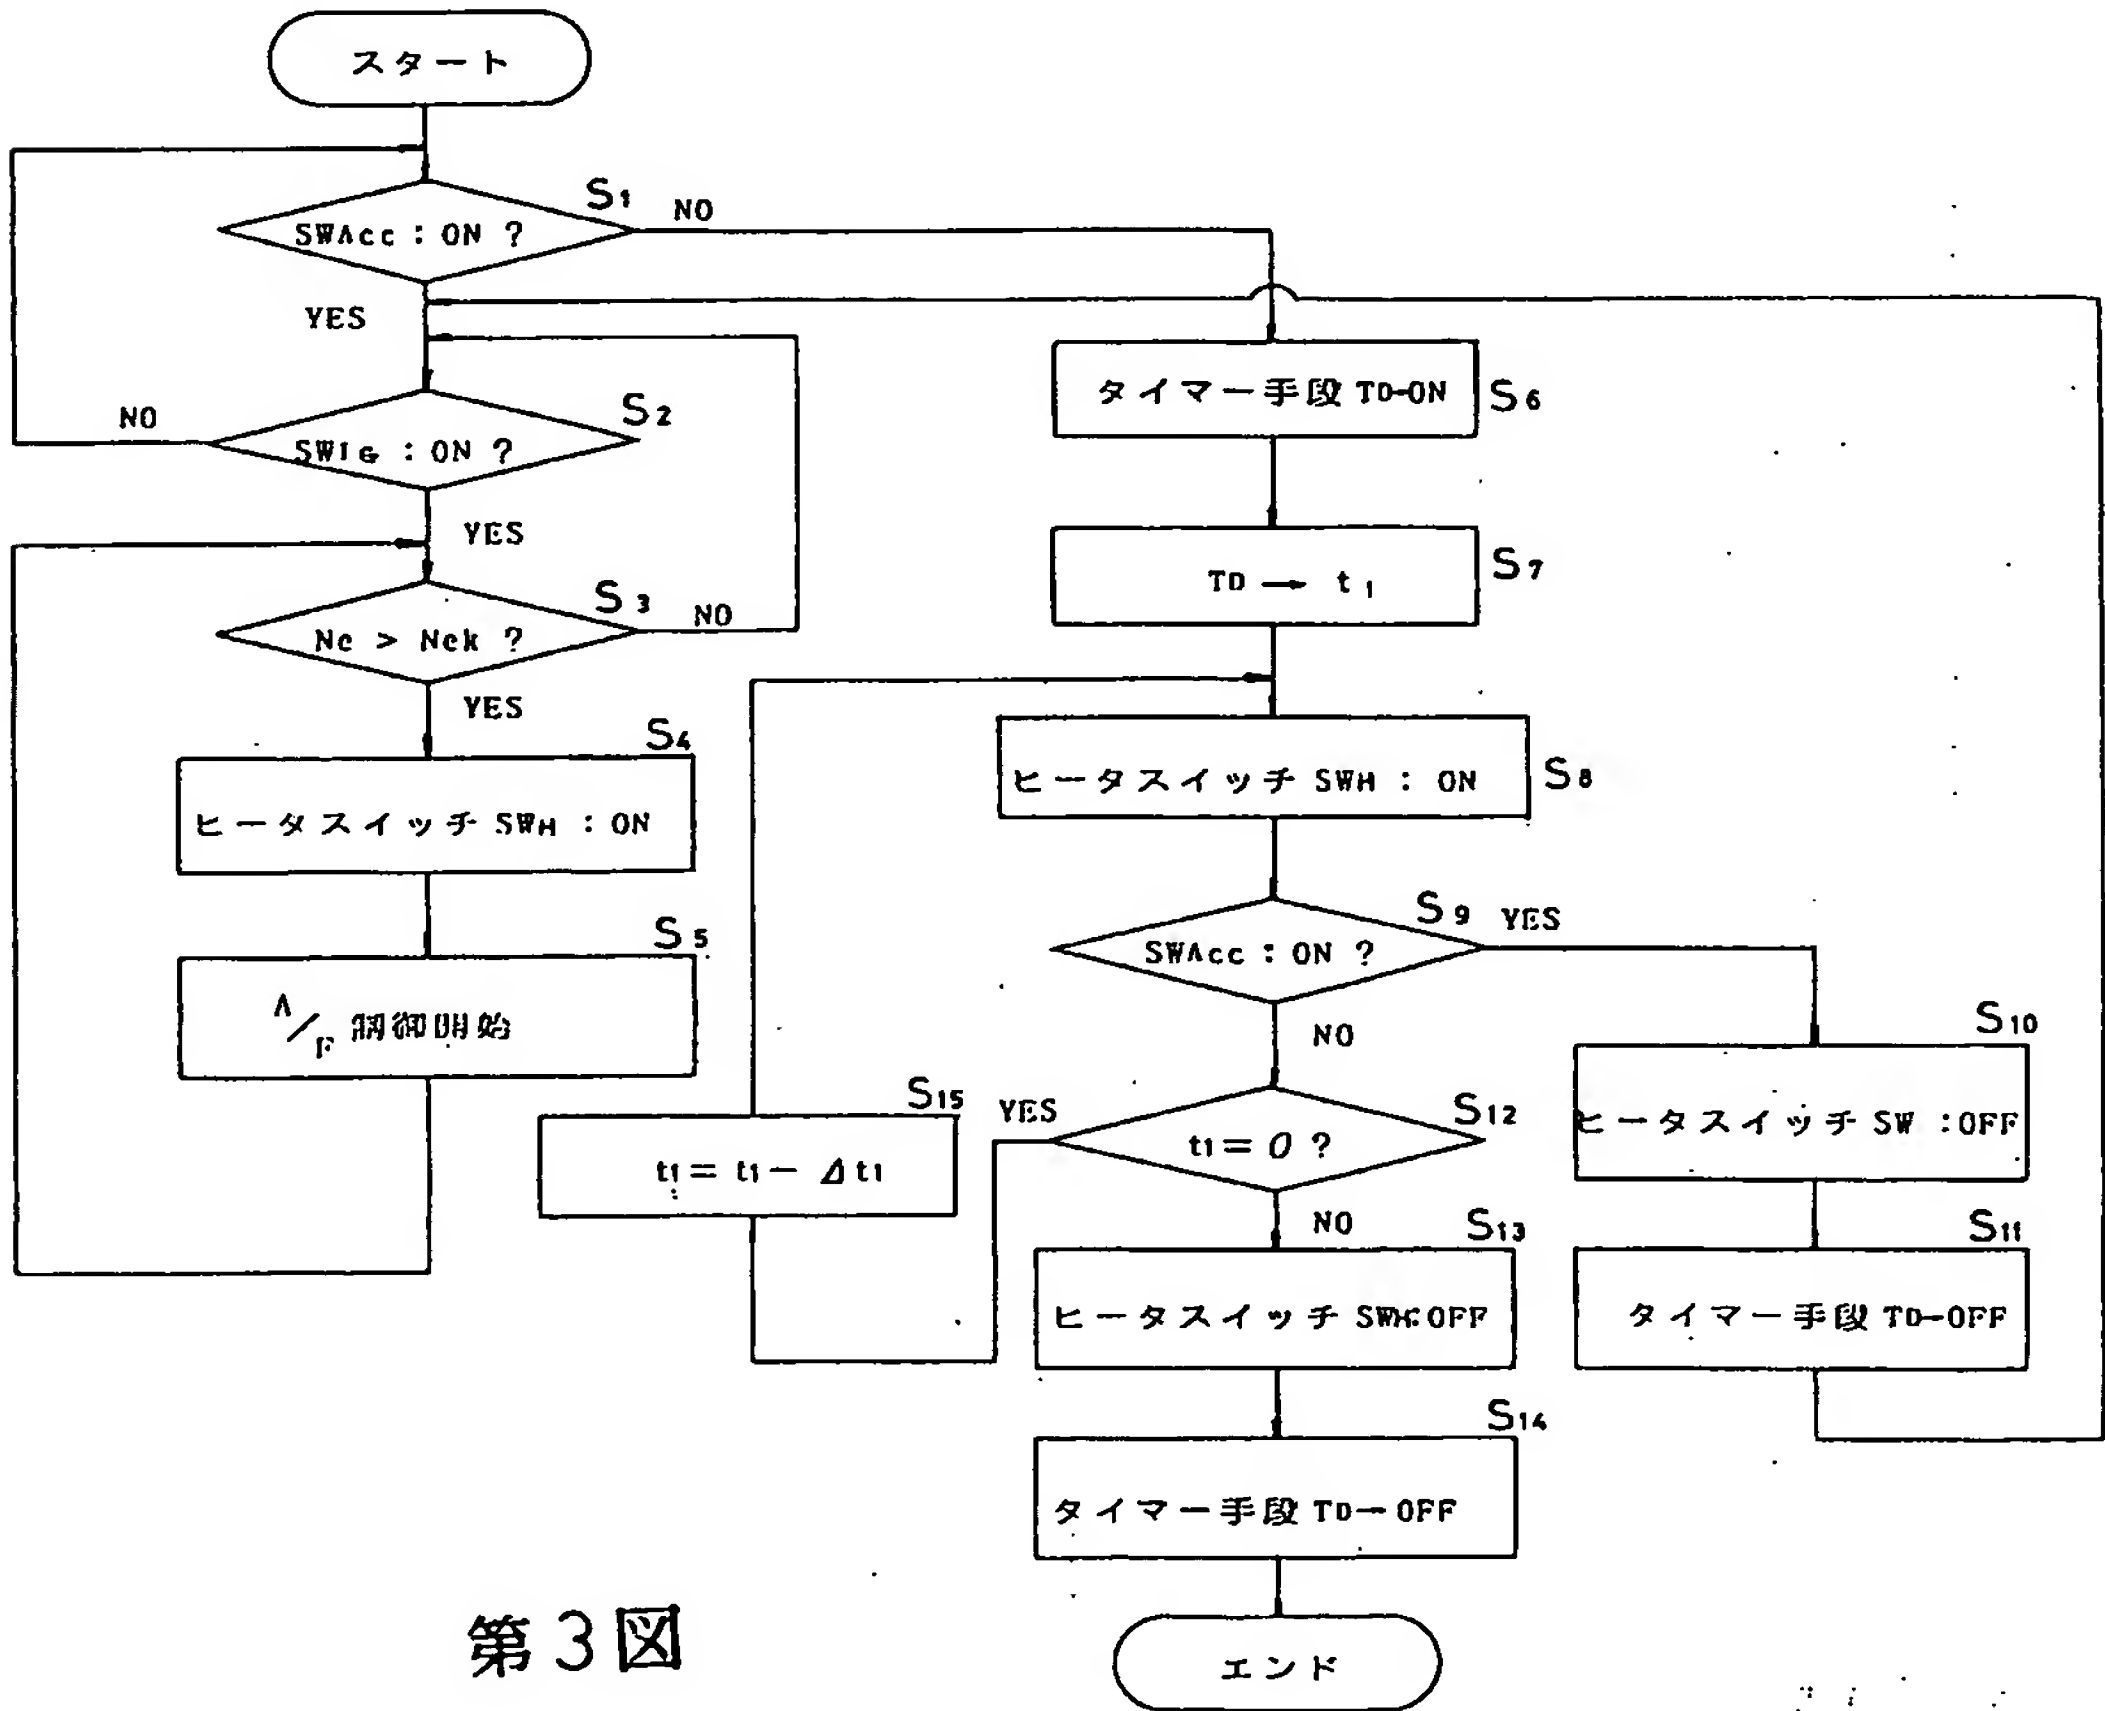 スタート
S1
SWAcc : ON ?
NO
YES
S2
SWIG : ON ?
NO
YES
S3
Ne > Nek ?
NO
YES
S4
ヒータスイッチ SWH : ON
S5
A/F 制御開始
タイマー手段 TD-ON
S6
TD → t1
S7
ヒータスイッチ SWH : ON
S8
S9
SWAcc : ON ?
YES
NO
S10
ヒータスイッチ SW :OFF
S11
タイマー手段 TD-OFF
S12
t1 = 0 ?
YES
NO
S15
t1 = t1 - Δt1
S13
ヒータスイッチ SWH:OFF
S14
タイマー手段 TD-OFF
エンド
第3図